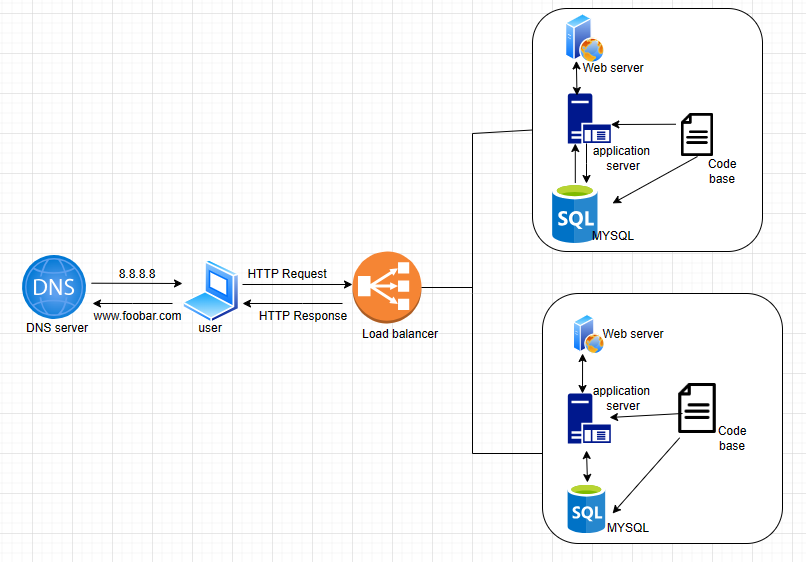 DNS
DNS server
8.8.8.8
www.foobar.com
user
HTTP Request
HTTP Response
Load balancer
Web server
application
server
Code
base
SQL
MYSQL
Web server
application
server
Code
base
SQL
MYSQL